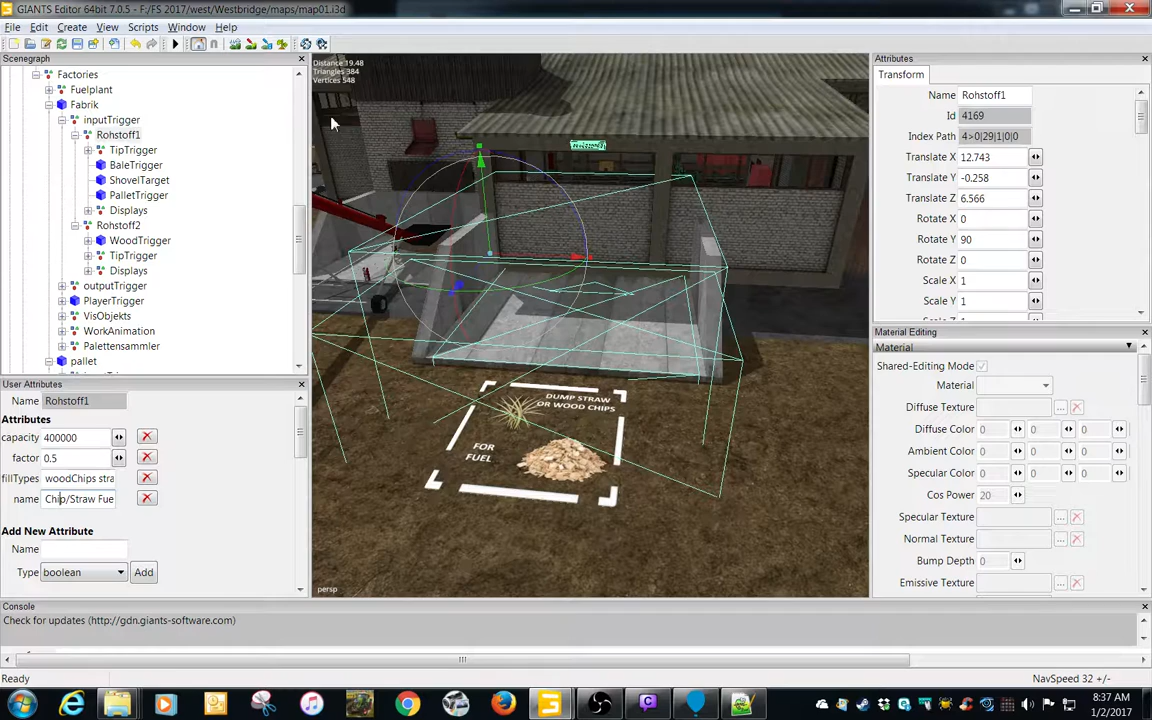 GIANTS Editor 64bit 7.0.5 - F:/FS 2017/west/Westbridge/maps/map01.i3d
File Edit Create View Scripts Window Help
Scenegraph
Factories
Fuelplant
Fabrik
inputTrigger
Rohstoff1
TipTrigger
BaleTrigger
ShovelTarget
PalletTrigger
Displays
Rohstoff2
WoodTrigger
TipTrigger
Displays
outputTrigger
PlayerTrigger
VisObjekts
WorkAnimation
Palettensammler
pallet
User Attributes
Name Rohstoff1
Attributes
capacity 400000
factor 0.5
fillTypes woodChips stra
name Chip/Straw Fue
Add New Attribute
Name
Type boolean Add
Distance 19.48
Triangles 384
Vertices 548
DUMP STRAW
OR WOOD CHIPS
FOR
FUEL
persp
Attributes
Transform
Name Rohstoff1
Id 4169
Index Path 4>0|29|1|0|0
Translate X 12.743
Translate Y -0.258
Translate Z 6.566
Rotate X 0
Rotate Y 90
Rotate Z 0
Scale X 1
Scale Y 1
Material Editing
Material
Shared-Editing Mode
Material
Diffuse Texture ...
Diffuse Color 0 0 0
Ambient Color 0 0 0
Specular Color 0 0 0
Cos Power 20
Specular Texture ...
Normal Texture ...
Bump Depth 0
Emissive Texture ...
Console
Check for updates (http://gdn.giants-software.com)
Ready
NavSpeed 32 +/-
8:37 AM
1/2/2017